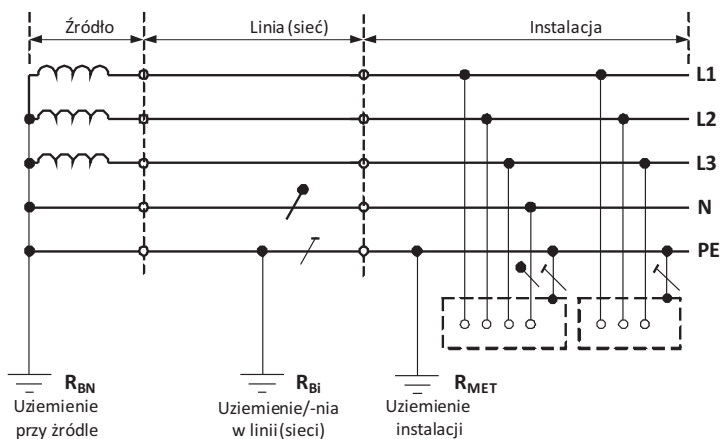 Źródło
Linia (sieć)
Instalacja
L1
L2
L3
N
PE
R_BN
Uziemienie
przy żródle
R_Bi
Uziemienie/-nia
w linii (sieci)
R_MET
Uziemienie
instalacji